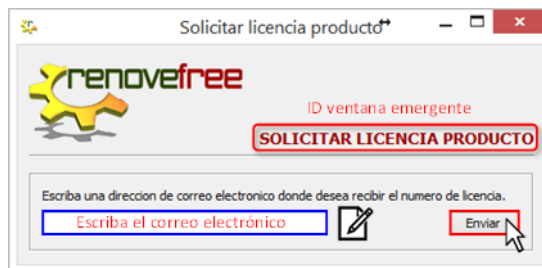 Solicitar licencia producto
renovefree
ID ventana emergente
SOLICITAR LICENCIA PRODUCTO
Escriba una direccion de correo electronico donde desea recibir el numero de licencia.
Escriba el correo electrónico
Enviar